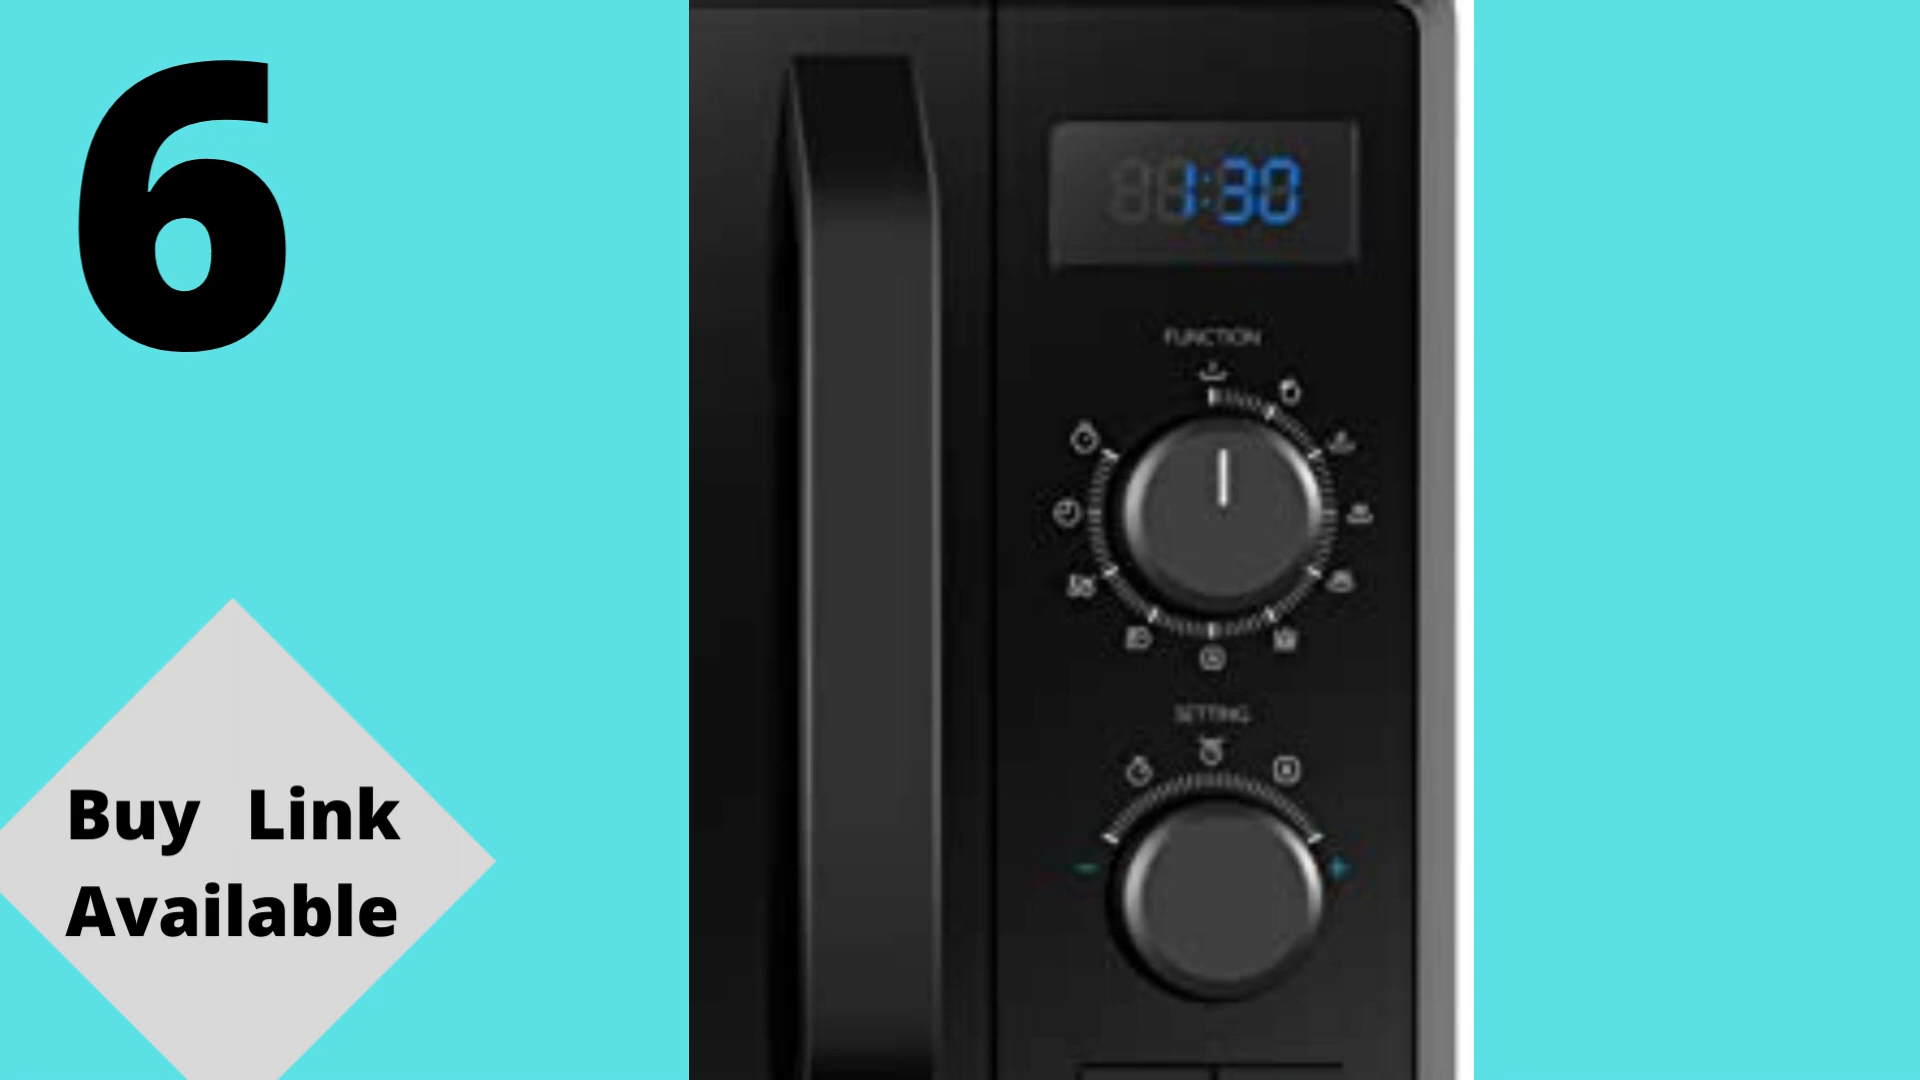 6
1:30
FUNCTION
SETTING
- +
Buy Link
Available